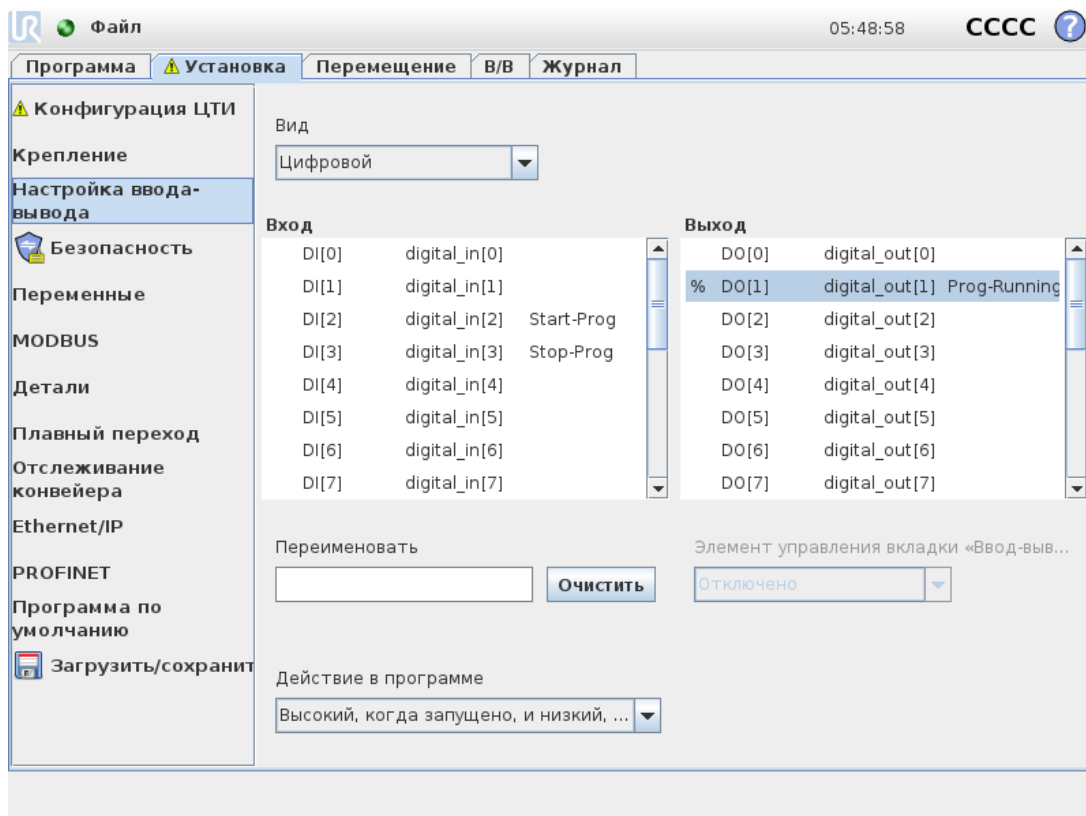 UR Файл 05:48:58 CCCC ?
Программа Установка Перемещение В/В Журнал
Конфигурация ЦТИ
Крепление
Настройка ввода-
вывода
Безопасность
Переменные
MODBUS
Детали
Плавный переход
Отслеживание
конвейера
Ethernet/IP
PROFINET
Программа по
умолчанию
Загрузить/сохранит
Вид
Цифровой
Вход
DI[0] digital_in[0]
DI[1] digital_in[1]
DI[2] digital_in[2] Start-Prog
DI[3] digital_in[3] Stop-Prog
DI[4] digital_in[4]
DI[5] digital_in[5]
DI[6] digital_in[6]
DI[7] digital_in[7]
Выход
DO[0] digital_out[0]
% DO[1] digital_out[1] Prog-Running
DO[2] digital_out[2]
DO[3] digital_out[3]
DO[4] digital_out[4]
DO[5] digital_out[5]
DO[6] digital_out[6]
DO[7] digital_out[7]
Переименовать
Очистить
Элемент управления вкладки «Ввод-выв...
Отключено
Действие в программе
Высокий, когда запущено, и низкий, ...